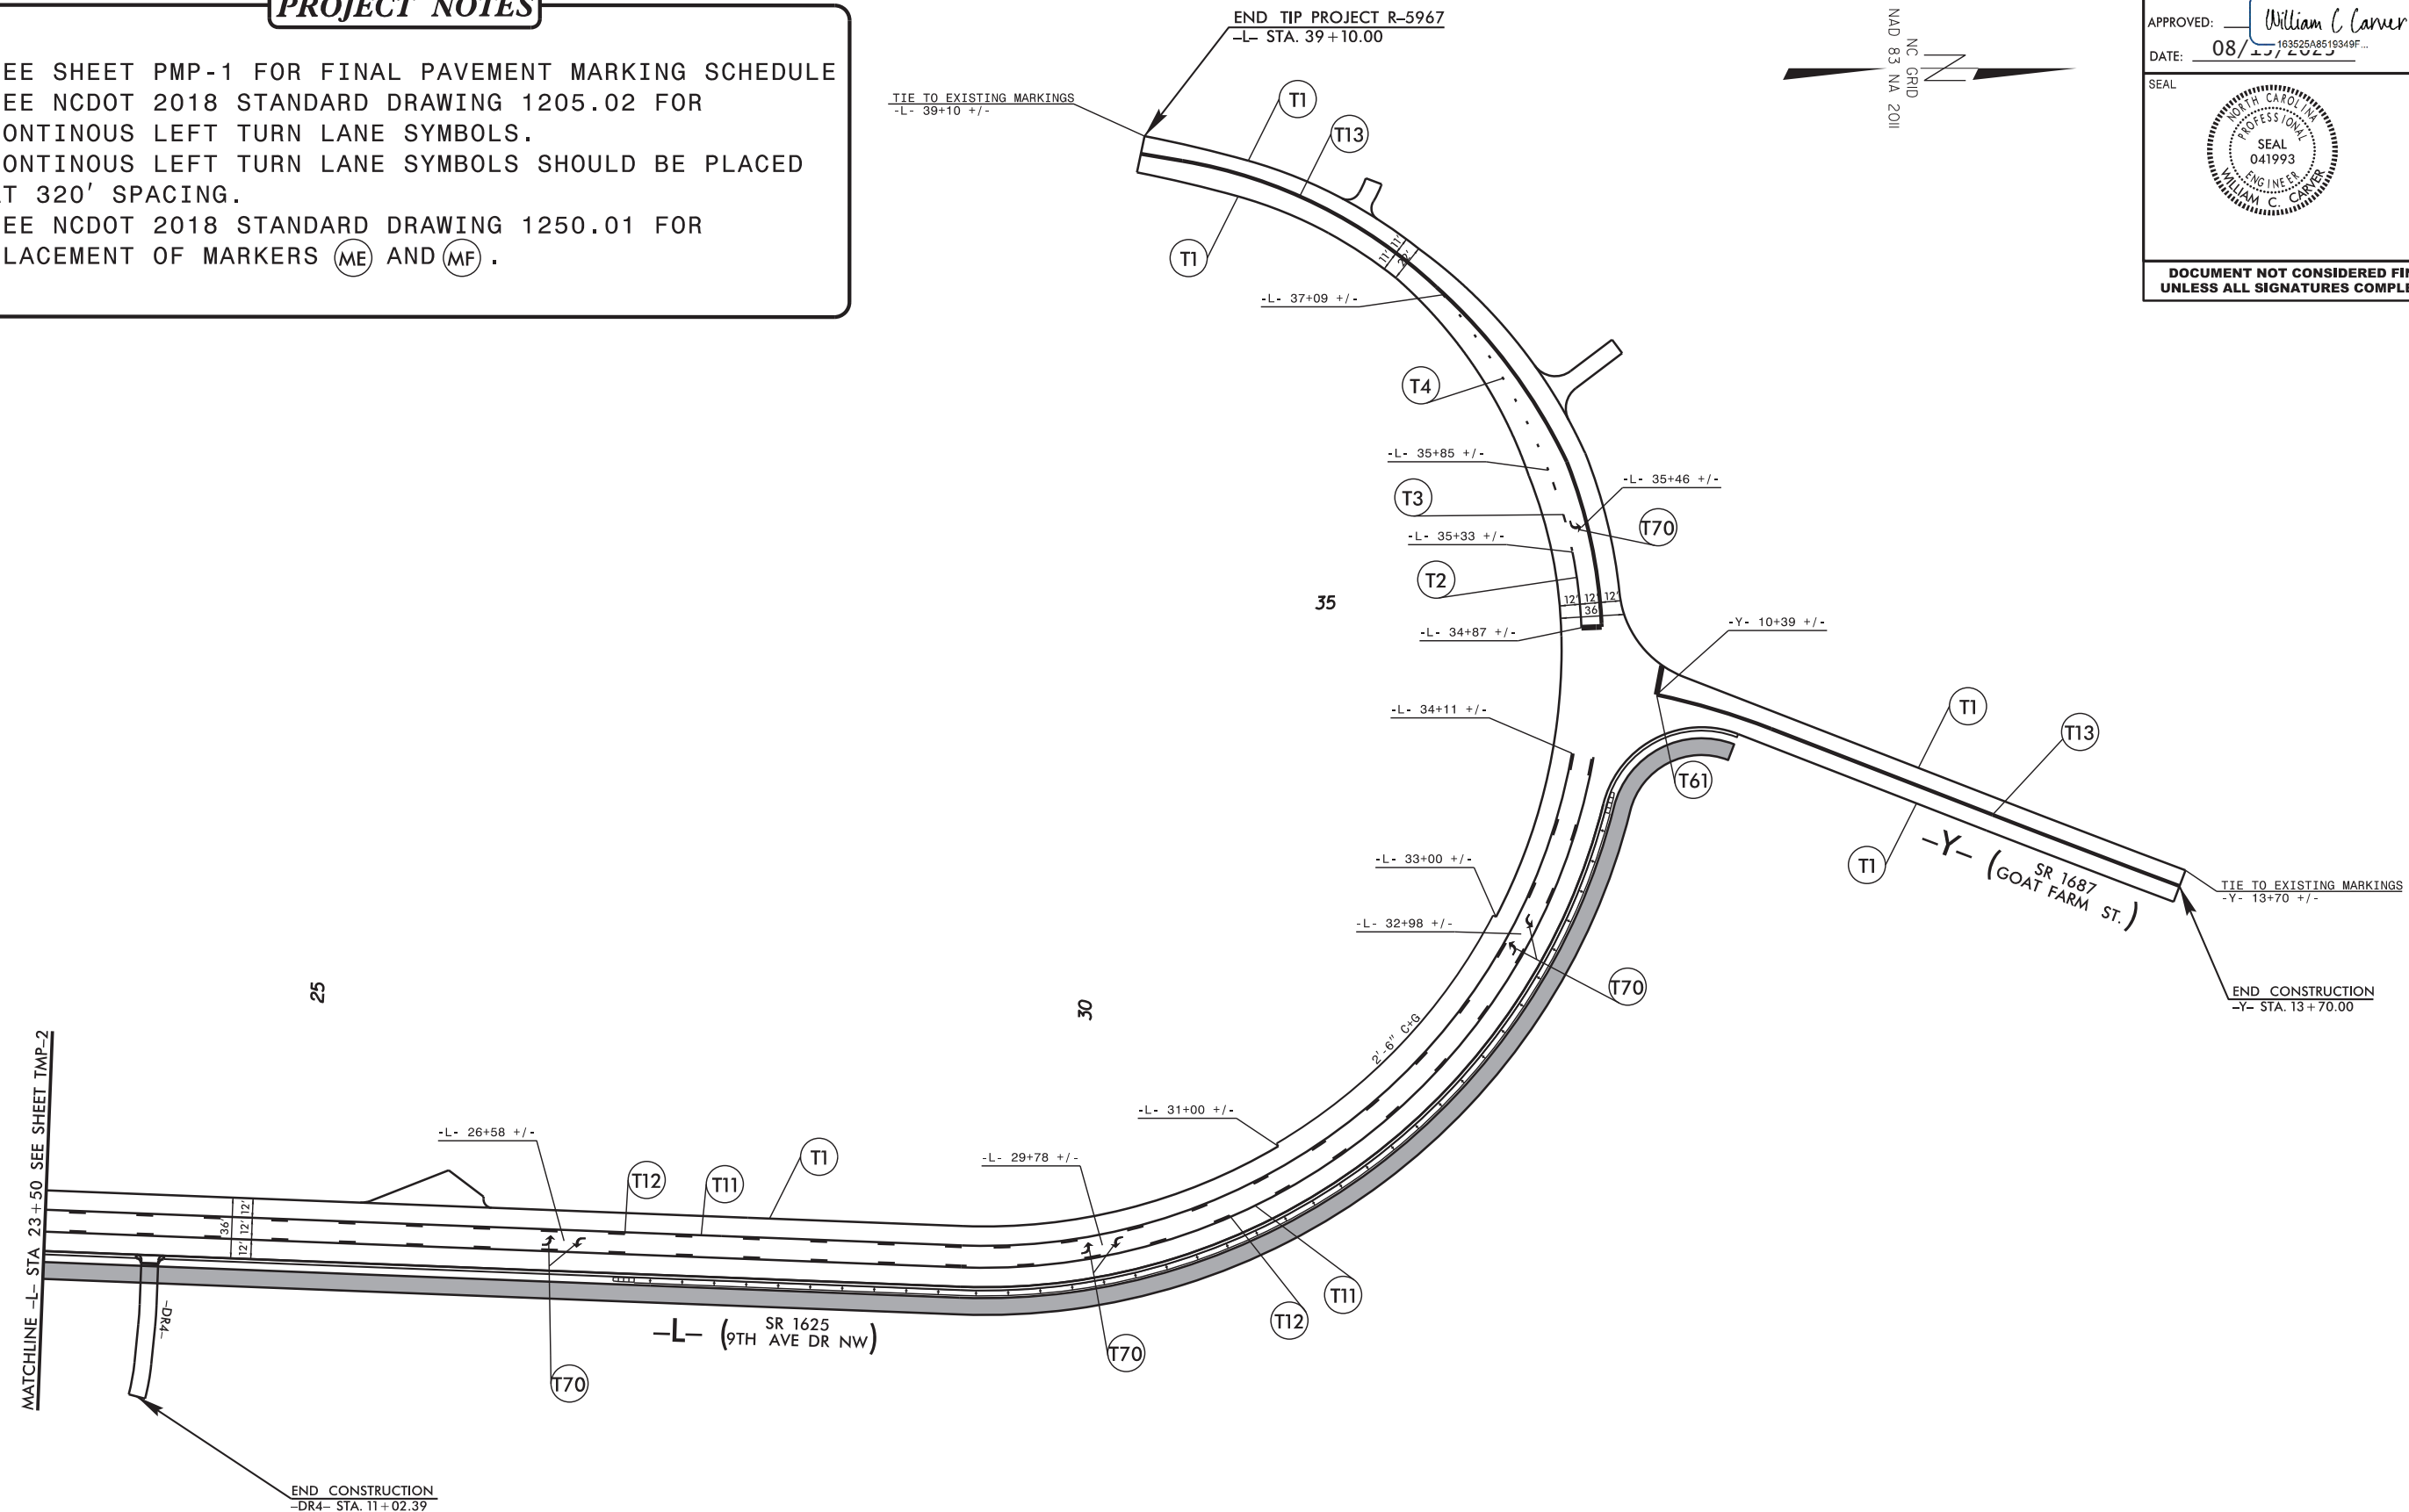 PROJECT NOTES
EE SHEET PMP-1 FOR FINAL PAVEMENT MARKING SCHEDULE
EE NCDOT 2018 STANDARD DRAWING 1205.02 FOR
ONTINOUS LEFT TURN LANE SYMBOLS.
ONTINOUS LEFT TURN LANE SYMBOLS SHOULD BE PLACED
T 320' SPACING.
EE NCDOT 2018 STANDARD DRAWING 1250.01 FOR
LACEMENT OF MARKERS ME AND MF .
END TIP PROJECT R–5967
–L– STA. 39+10.00
TIE TO EXISTING MARKINGS
-L- 39+10 +/-
T1
T13
T1
11'
11'
22'
-L- 37+09 +/-
T4
-L- 35+85 +/-
T3
-L- 35+46 +/-
T70
-L- 35+33 +/-
T2
12' 12' 12'
36'
-L- 34+87 +/-
35
NC GRID
NAD 83 NA 2011
APPROVED:
William C Carver
163525A8519349F...
DATE: 08/15/2023
SEAL
NORTH CAROLINA
PROFESSIONAL
SEAL
041993
ENGINEER
WILLIAM C. CARVER
DOCUMENT NOT CONSIDERED FIN
UNLESS ALL SIGNATURES COMPLE
-Y- 10+39 +/-
-L- 34+11 +/-
T61
T1
T13
T1
–Y– (SR 1687
GOAT FARM ST.)
TIE TO EXISTING MARKINGS
-Y- 13+70 +/-
END CONSTRUCTION
–Y– STA. 13+70.00
-L- 33+00 +/-
-L- 32+98 +/-
T70
2'-6" C+G
25
30
MATCHLINE –L– STA 23+50 SEE SHEET TMP–2
-L- 31+00 +/-
-L- 26+58 +/-
-L- 29+78 +/-
T12
T11
T1
36'
12' 12' 12'
–DR4–
–L– (SR 1625
9TH AVE DR NW)
T70
T70
T12
T11
END CONSTRUCTION
–DR4– STA. 11+02.39